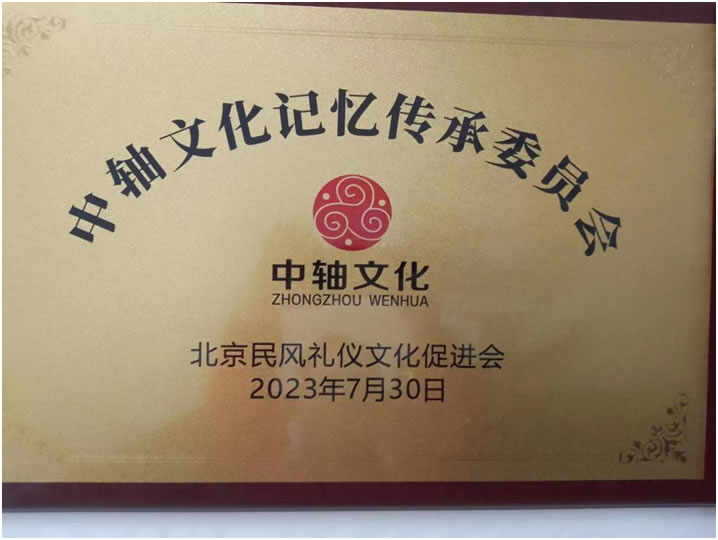 中轴文化记忆传承委员会
中轴文化
ZHONGZHOU WENHUA
北京民风礼仪文化促进会
2023年7月30日